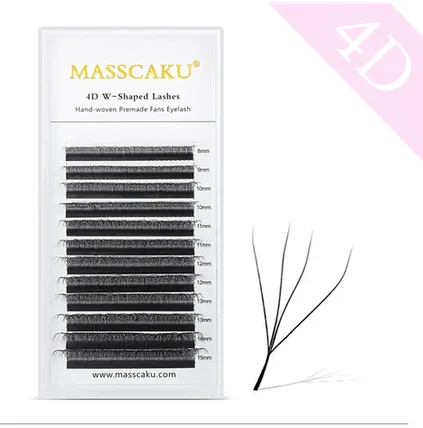 4D
MASSCAKU®
4D W-Shaped Lashes
Hand-woven Premade Fans Eyelash
8mm
9mm
10mm
10mm
11mm
11mm
12mm
12mm
13mm
13mm
14mm
15mm
www.masscaku.com